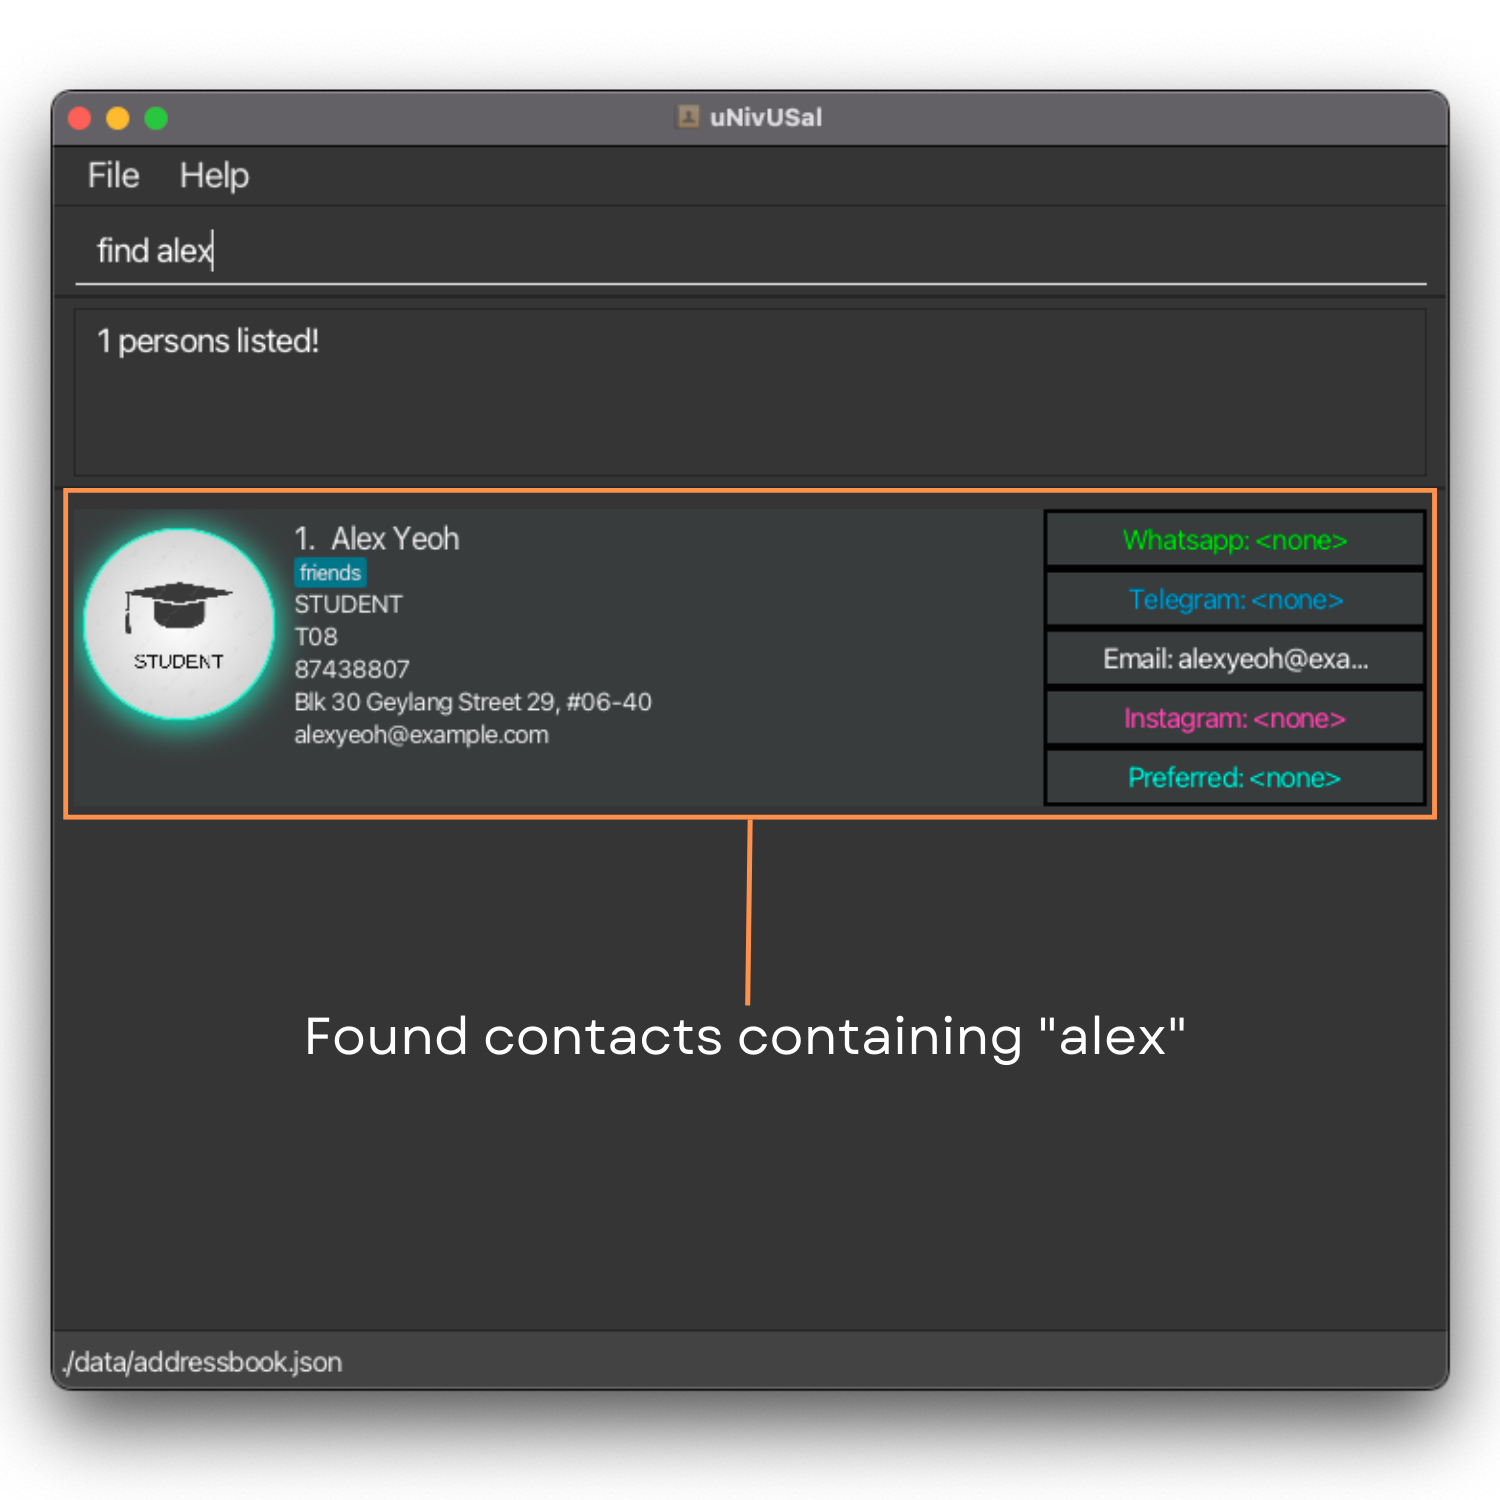 uNivUSal
File Help
find alex
1 persons listed!
1. Alex Yeoh
friends
STUDENT
T08
87438807
Blk 30 Geylang Street 29, #06-40
alexyeoh@example.com
STUDENT
Whatsapp: <none>
Telegram: <none>
Email: alexyeoh@exa...
Instagram: <none>
Preferred: <none>
Found contacts containing "alex"
./data/addressbook.json